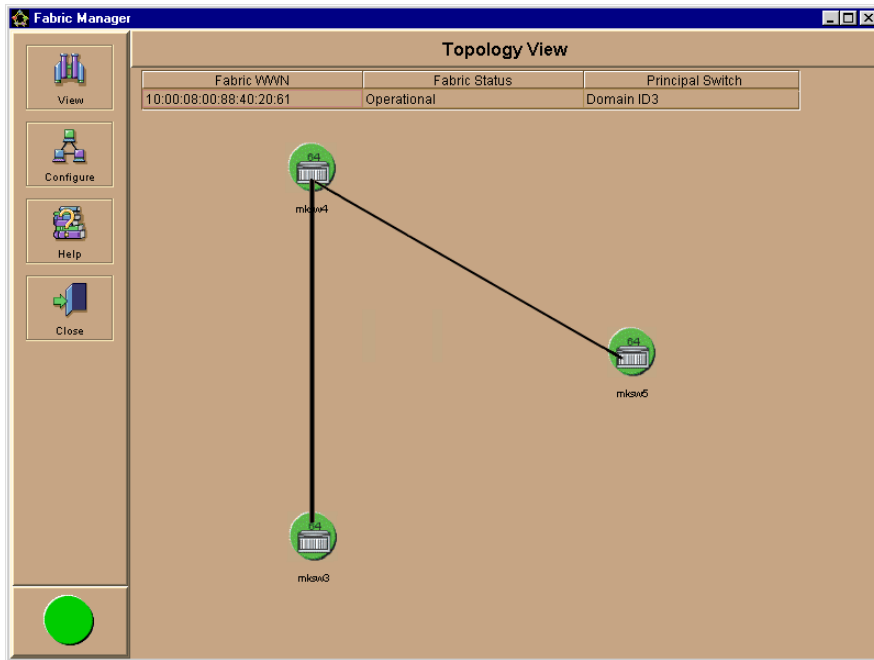 Fabric Manager
Topology View
Fabric WWN Fabric Status Principal Switch
10:00:08:00:88:40:20:61 Operational Domain ID3
View
Configure
Help
Close
64
mksw4
64
mksw5
64
mksw3